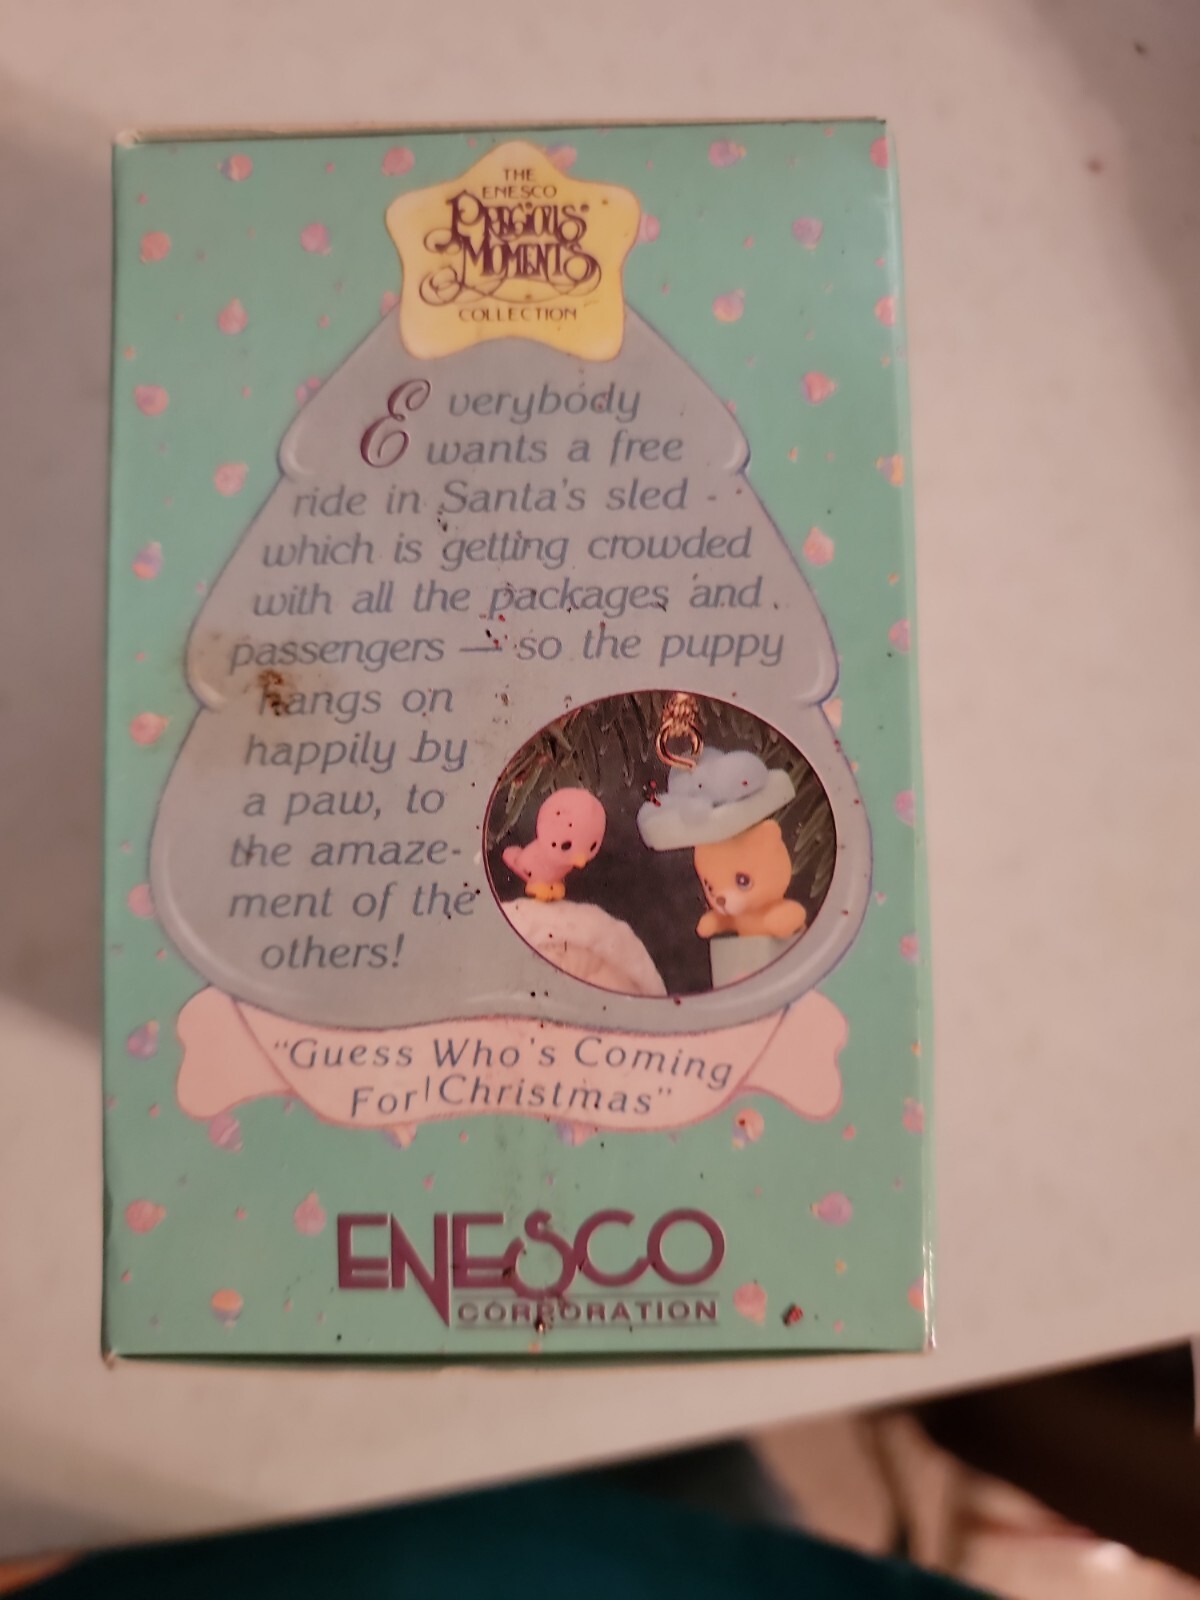 THE
ENESCO
PRECIOUS
MOMENTS
COLLECTION
Everybody
wants a free
ride in Santa's sled -
which is getting crowded
with all the packages and
passengers — so the puppy
hangs on
happily by
a paw, to
the amaze-
ment of the
others!
"Guess Who's Coming
For Christmas"
ENESCO
CORPORATION